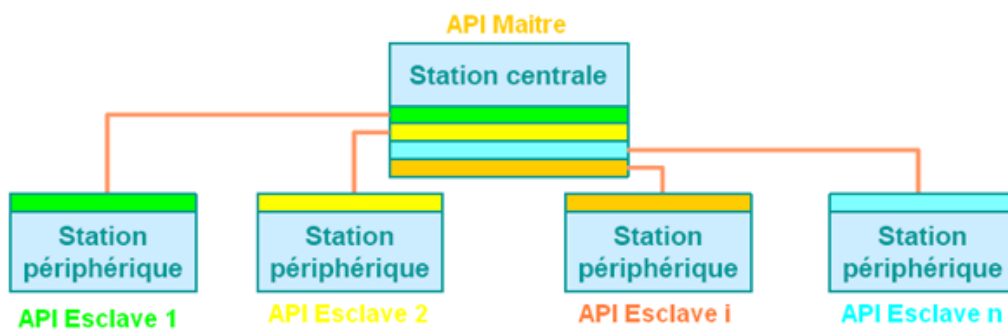 API Maitre
Station centrale
Station
périphérique
Station
périphérique
Station
périphérique
Station
périphérique
API Esclave 1
API Esclave 2
API Esclave i
API Esclave n